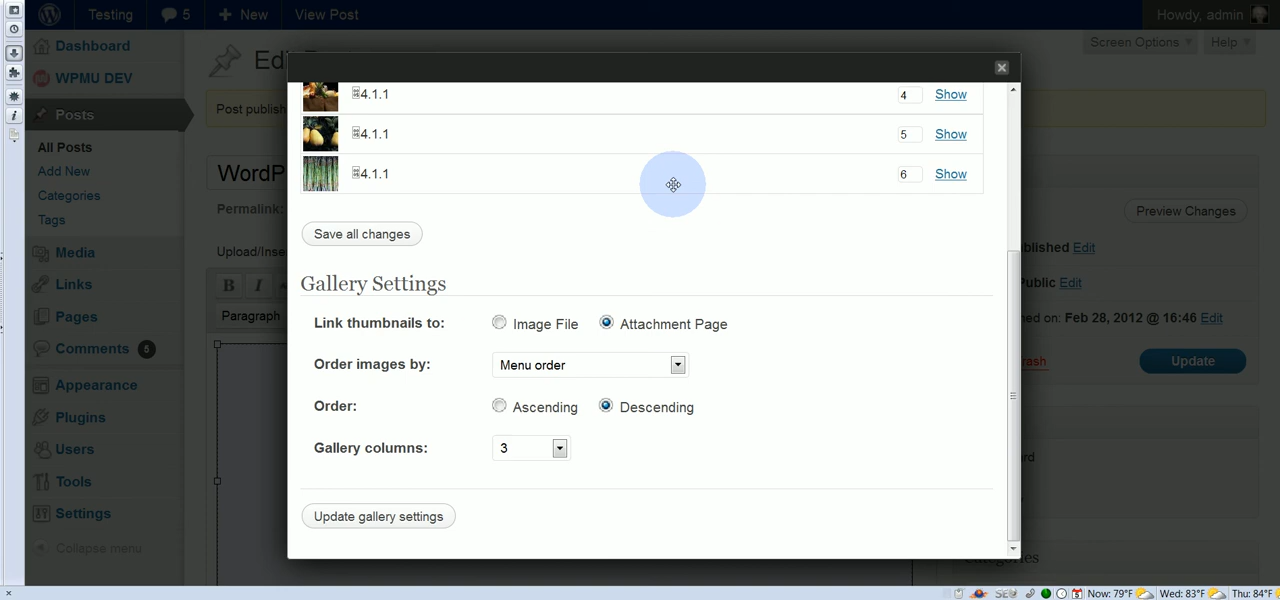 Testing
5
New
View Post
Howdy, admin
Dashboard
WPMU DEV
Posts
All Posts
Add New
Categories
Tags
Media
Links
Pages
Comments 5
Appearance
Plugins
Users
Tools
Settings
Collapse menu
Screen Options
Help
Post publish
WordP
Permalink:
Upload/Inse
B I
Paragraph
4.1.1
4
Show
4.1.1
5
Show
4.1.1
6
Show
Save all changes
Gallery Settings
Link thumbnails to:
Image File
Attachment Page
Order images by:
Menu order
Order:
Ascending
Descending
Gallery columns:
3
Update gallery settings
Preview Changes
blished Edit
Public Edit
ned on: Feb 28, 2012 @ 16:46 Edit
rash
Update
rd
Categories
Now: 79°F
Wed: 83°F
Thu: 84°F